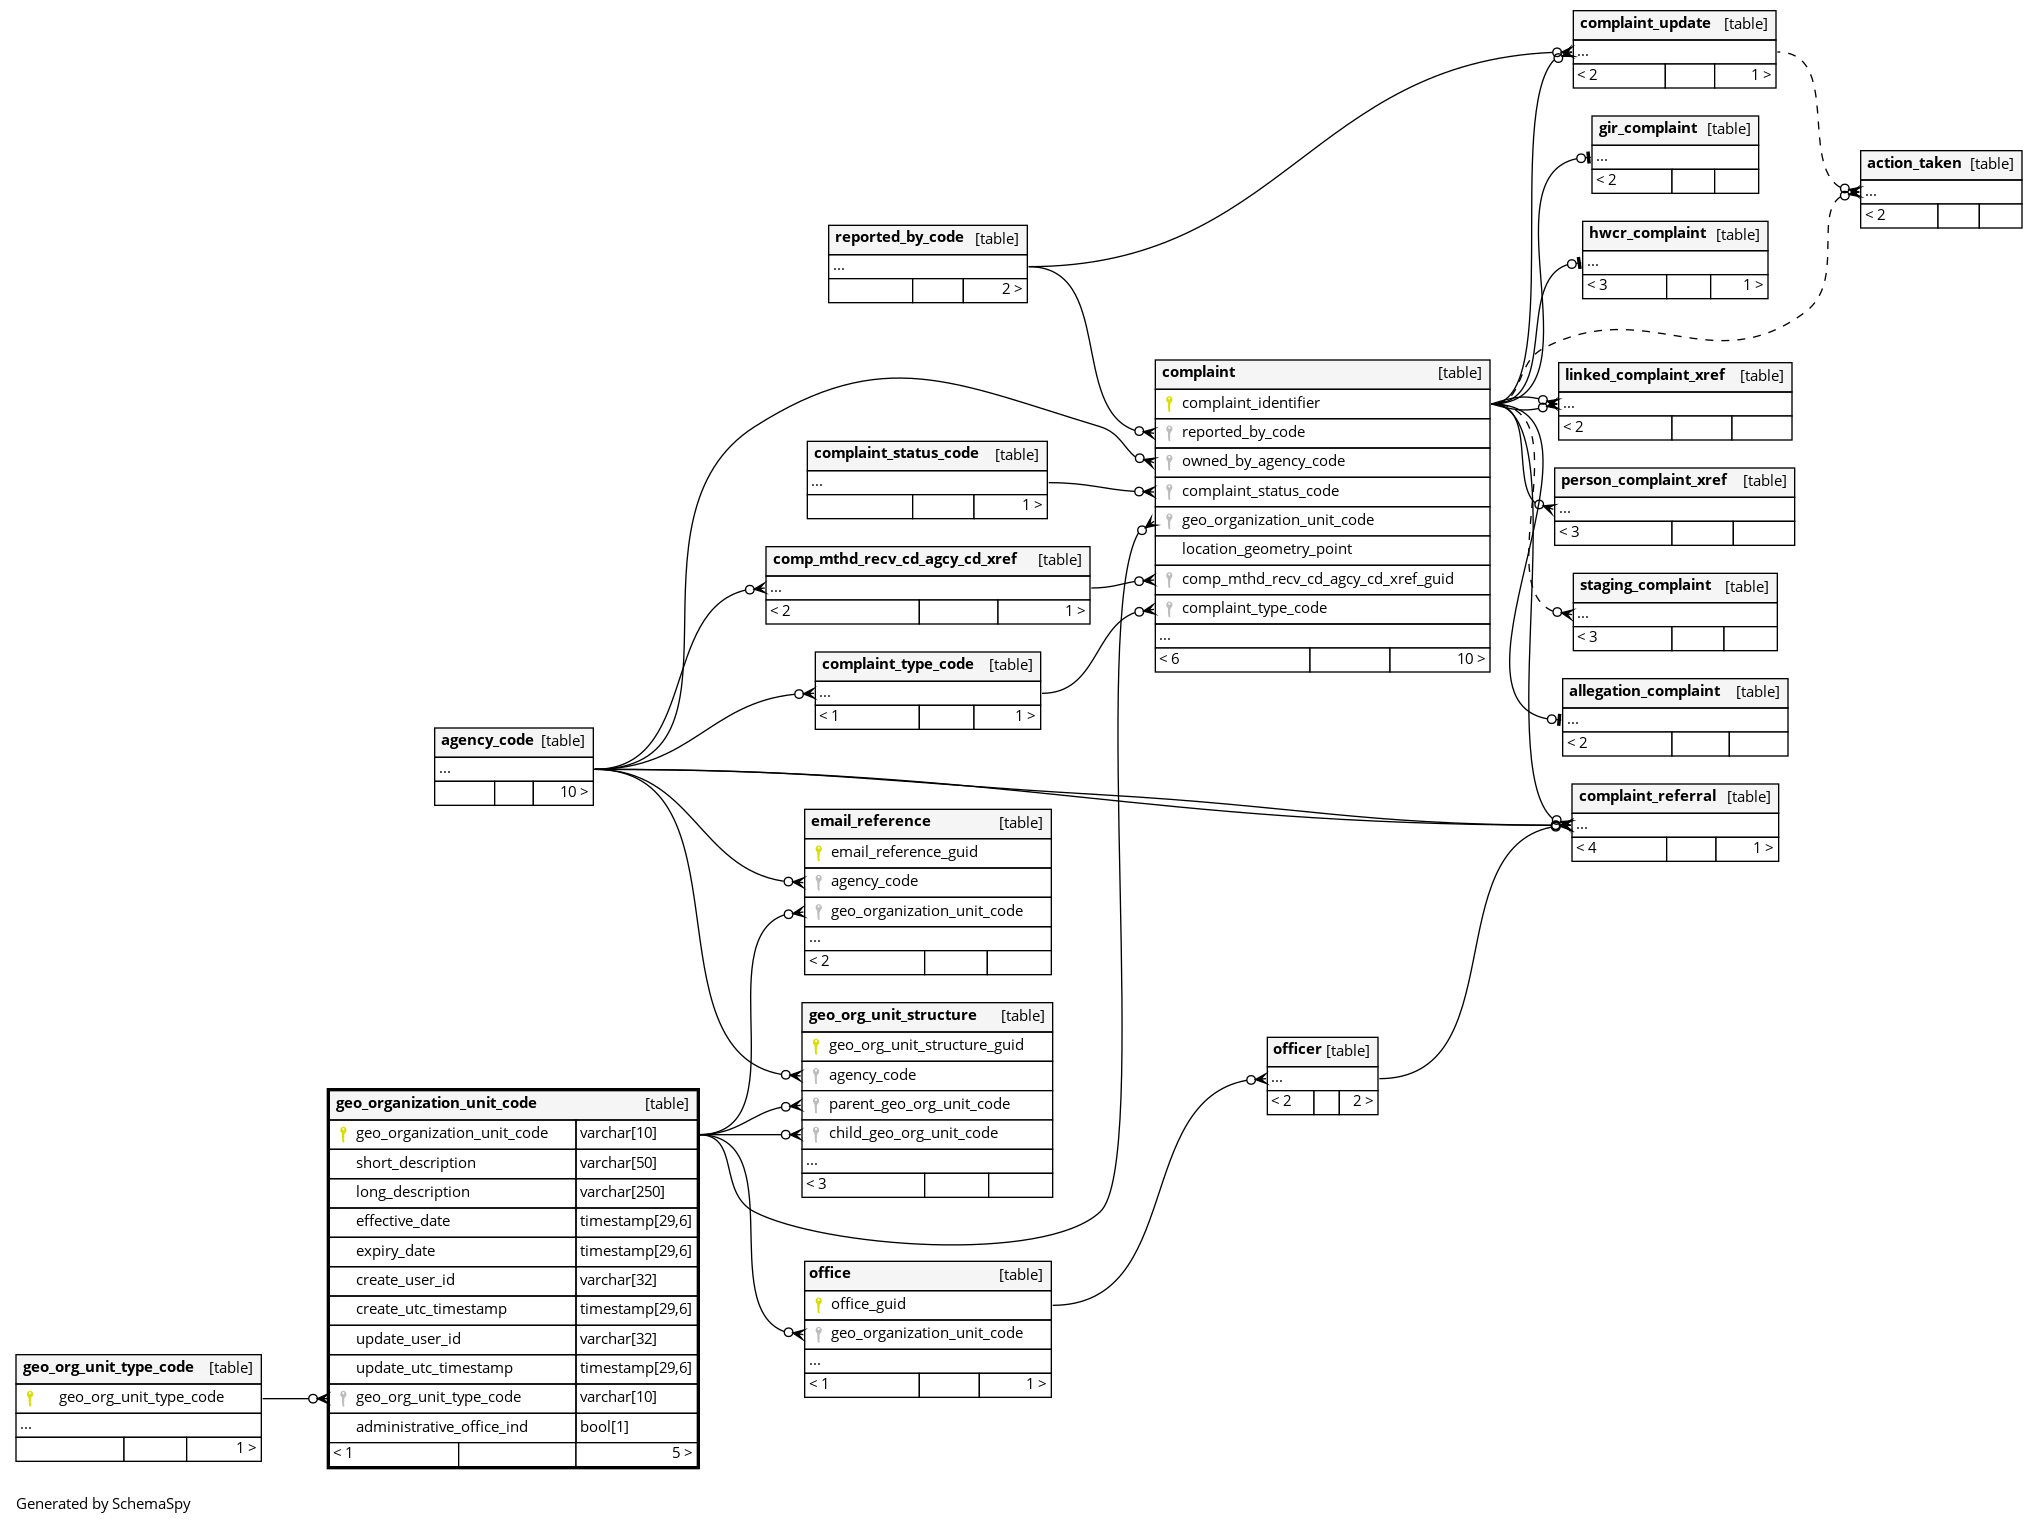 complaint_update [table]
...
< 2 1 >
gir_complaint [table]
...
< 2
action_taken [table]
...
< 2
hwcr_complaint [table]
...
< 3 1 >
reported_by_code [table]
...
2 >
complaint [table]
complaint_identifier
reported_by_code
owned_by_agency_code
complaint_status_code
geo_organization_unit_code
location_geometry_point
comp_mthd_recv_cd_agcy_cd_xref_guid
complaint_type_code
...
< 6 10 >
linked_complaint_xref [table]
...
< 2
complaint_status_code [table]
...
1 >
person_complaint_xref [table]
...
< 3
comp_mthd_recv_cd_agcy_cd_xref [table]
...
< 2 1 >
staging_complaint [table]
...
< 3
complaint_type_code [table]
...
< 1 1 >
allegation_complaint [table]
...
< 2
agency_code [table]
...
10 >
complaint_referral [table]
...
< 4 1 >
email_reference [table]
email_reference_guid
agency_code
geo_organization_unit_code
...
< 2
geo_org_unit_structure [table]
geo_org_unit_structure_guid
agency_code
parent_geo_org_unit_code
child_geo_org_unit_code
...
< 3
officer [table]
...
< 2 2 >
geo_organization_unit_code [table]
geo_organization_unit_code varchar[10]
short_description varchar[50]
long_description varchar[250]
effective_date timestamp[29,6]
expiry_date timestamp[29,6]
create_user_id varchar[32]
create_utc_timestamp timestamp[29,6]
update_user_id varchar[32]
update_utc_timestamp timestamp[29,6]
geo_org_unit_type_code varchar[10]
administrative_office_ind bool[1]
< 1 5 >
office [table]
office_guid
geo_organization_unit_code
...
< 1 1 >
geo_org_unit_type_code [table]
geo_org_unit_type_code
...
1 >
Generated by SchemaSpy